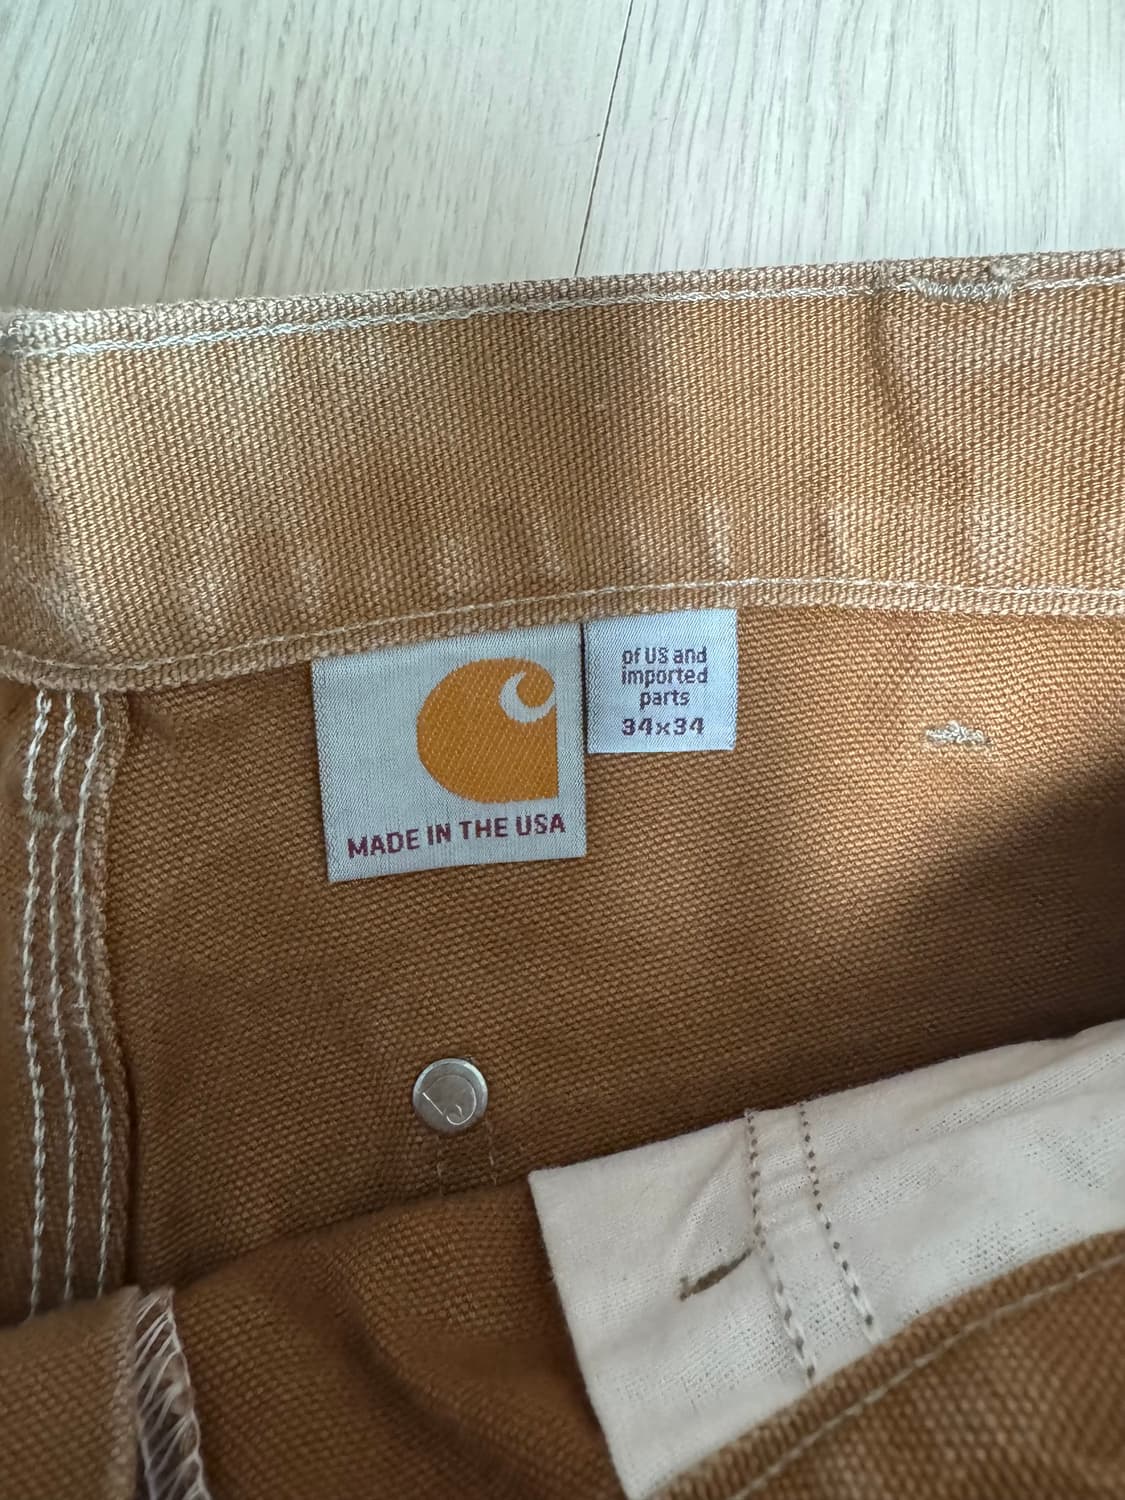 MADE IN THE USA
of US and
imported
parts
34x34